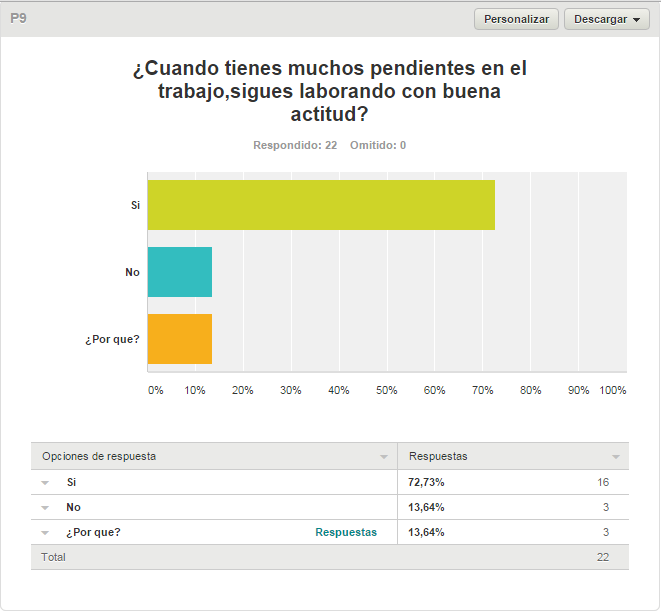 P9
Personalizar
Descargar
¿Cuando tienes muchos pendientes en el
trabajo,sigues laborando con buena
actitud?
Respondido: 22 Omitido: 0
Si
No
¿Por que?
0% 10% 20% 30% 40% 50% 60% 70% 80% 90% 100%
Opciones de respuesta Respuestas
Si 72,73% 16
No 13,64% 3
¿Por que? Respuestas 13,64% 3
Total 22